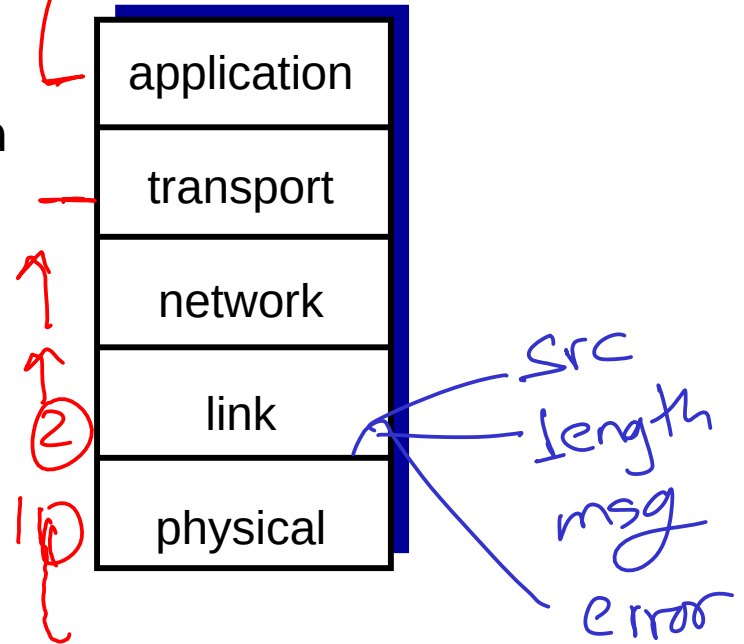 application
n
transport
network
src
link
2
length
msg
physical
1
error